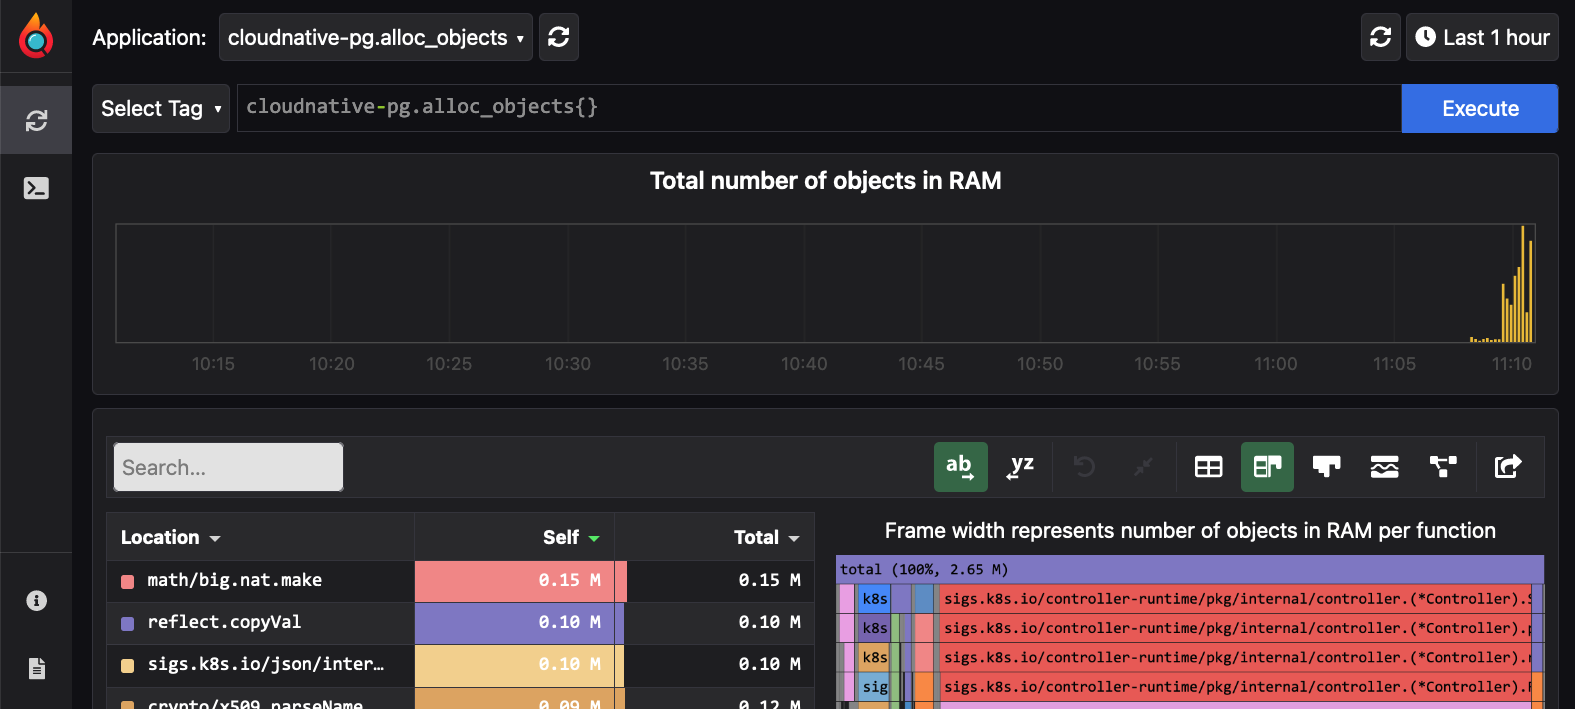 Application: cloudnative-pg.alloc_objects Last 1 hour
Select Tag cloudnative-pg.alloc_objects{} Execute
Total number of objects in RAM
10:15 10:20 10:25 10:30 10:35 10:40 10:45 10:50 10:55 11:00 11:05 11:10
Search...
ab yz
Location Self Total
math/big.nat.make 0.15 M 0.15 M
reflect.copyVal 0.10 M 0.10 M
sigs.k8s.io/json/inter… 0.10 M 0.10 M
crypto/x509.parseName 0.09 M 0.12 M
Frame width represents number of objects in RAM per function
total (100%, 2.65 M)
k8s sigs.k8s.io/controller-runtime/pkg/internal/controller.(*Controller).S
k8s sigs.k8s.io/controller-runtime/pkg/internal/controller.(*Controller).p
k8s sigs.k8s.io/controller-runtime/pkg/internal/controller.(*Controller).r
sig sigs.k8s.io/controller-runtime/pkg/internal/controller.(*Controller).R